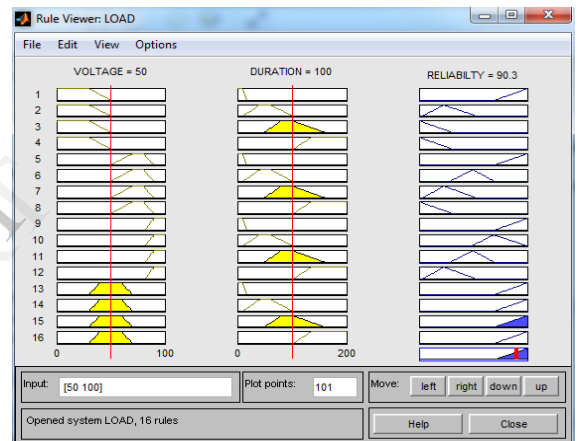 Rule Viewer: LOAD
File Edit View Options
VOLTAGE = 50 DURATION = 100 RELIABILTY = 90.3
1
2
3
4
5
6
7
8
9
10
11
12
13
14
15
16
0 100 0 200
Input: [50 100] Plot points: 101 Move: left right down up
Opened system LOAD, 16 rules Help Close